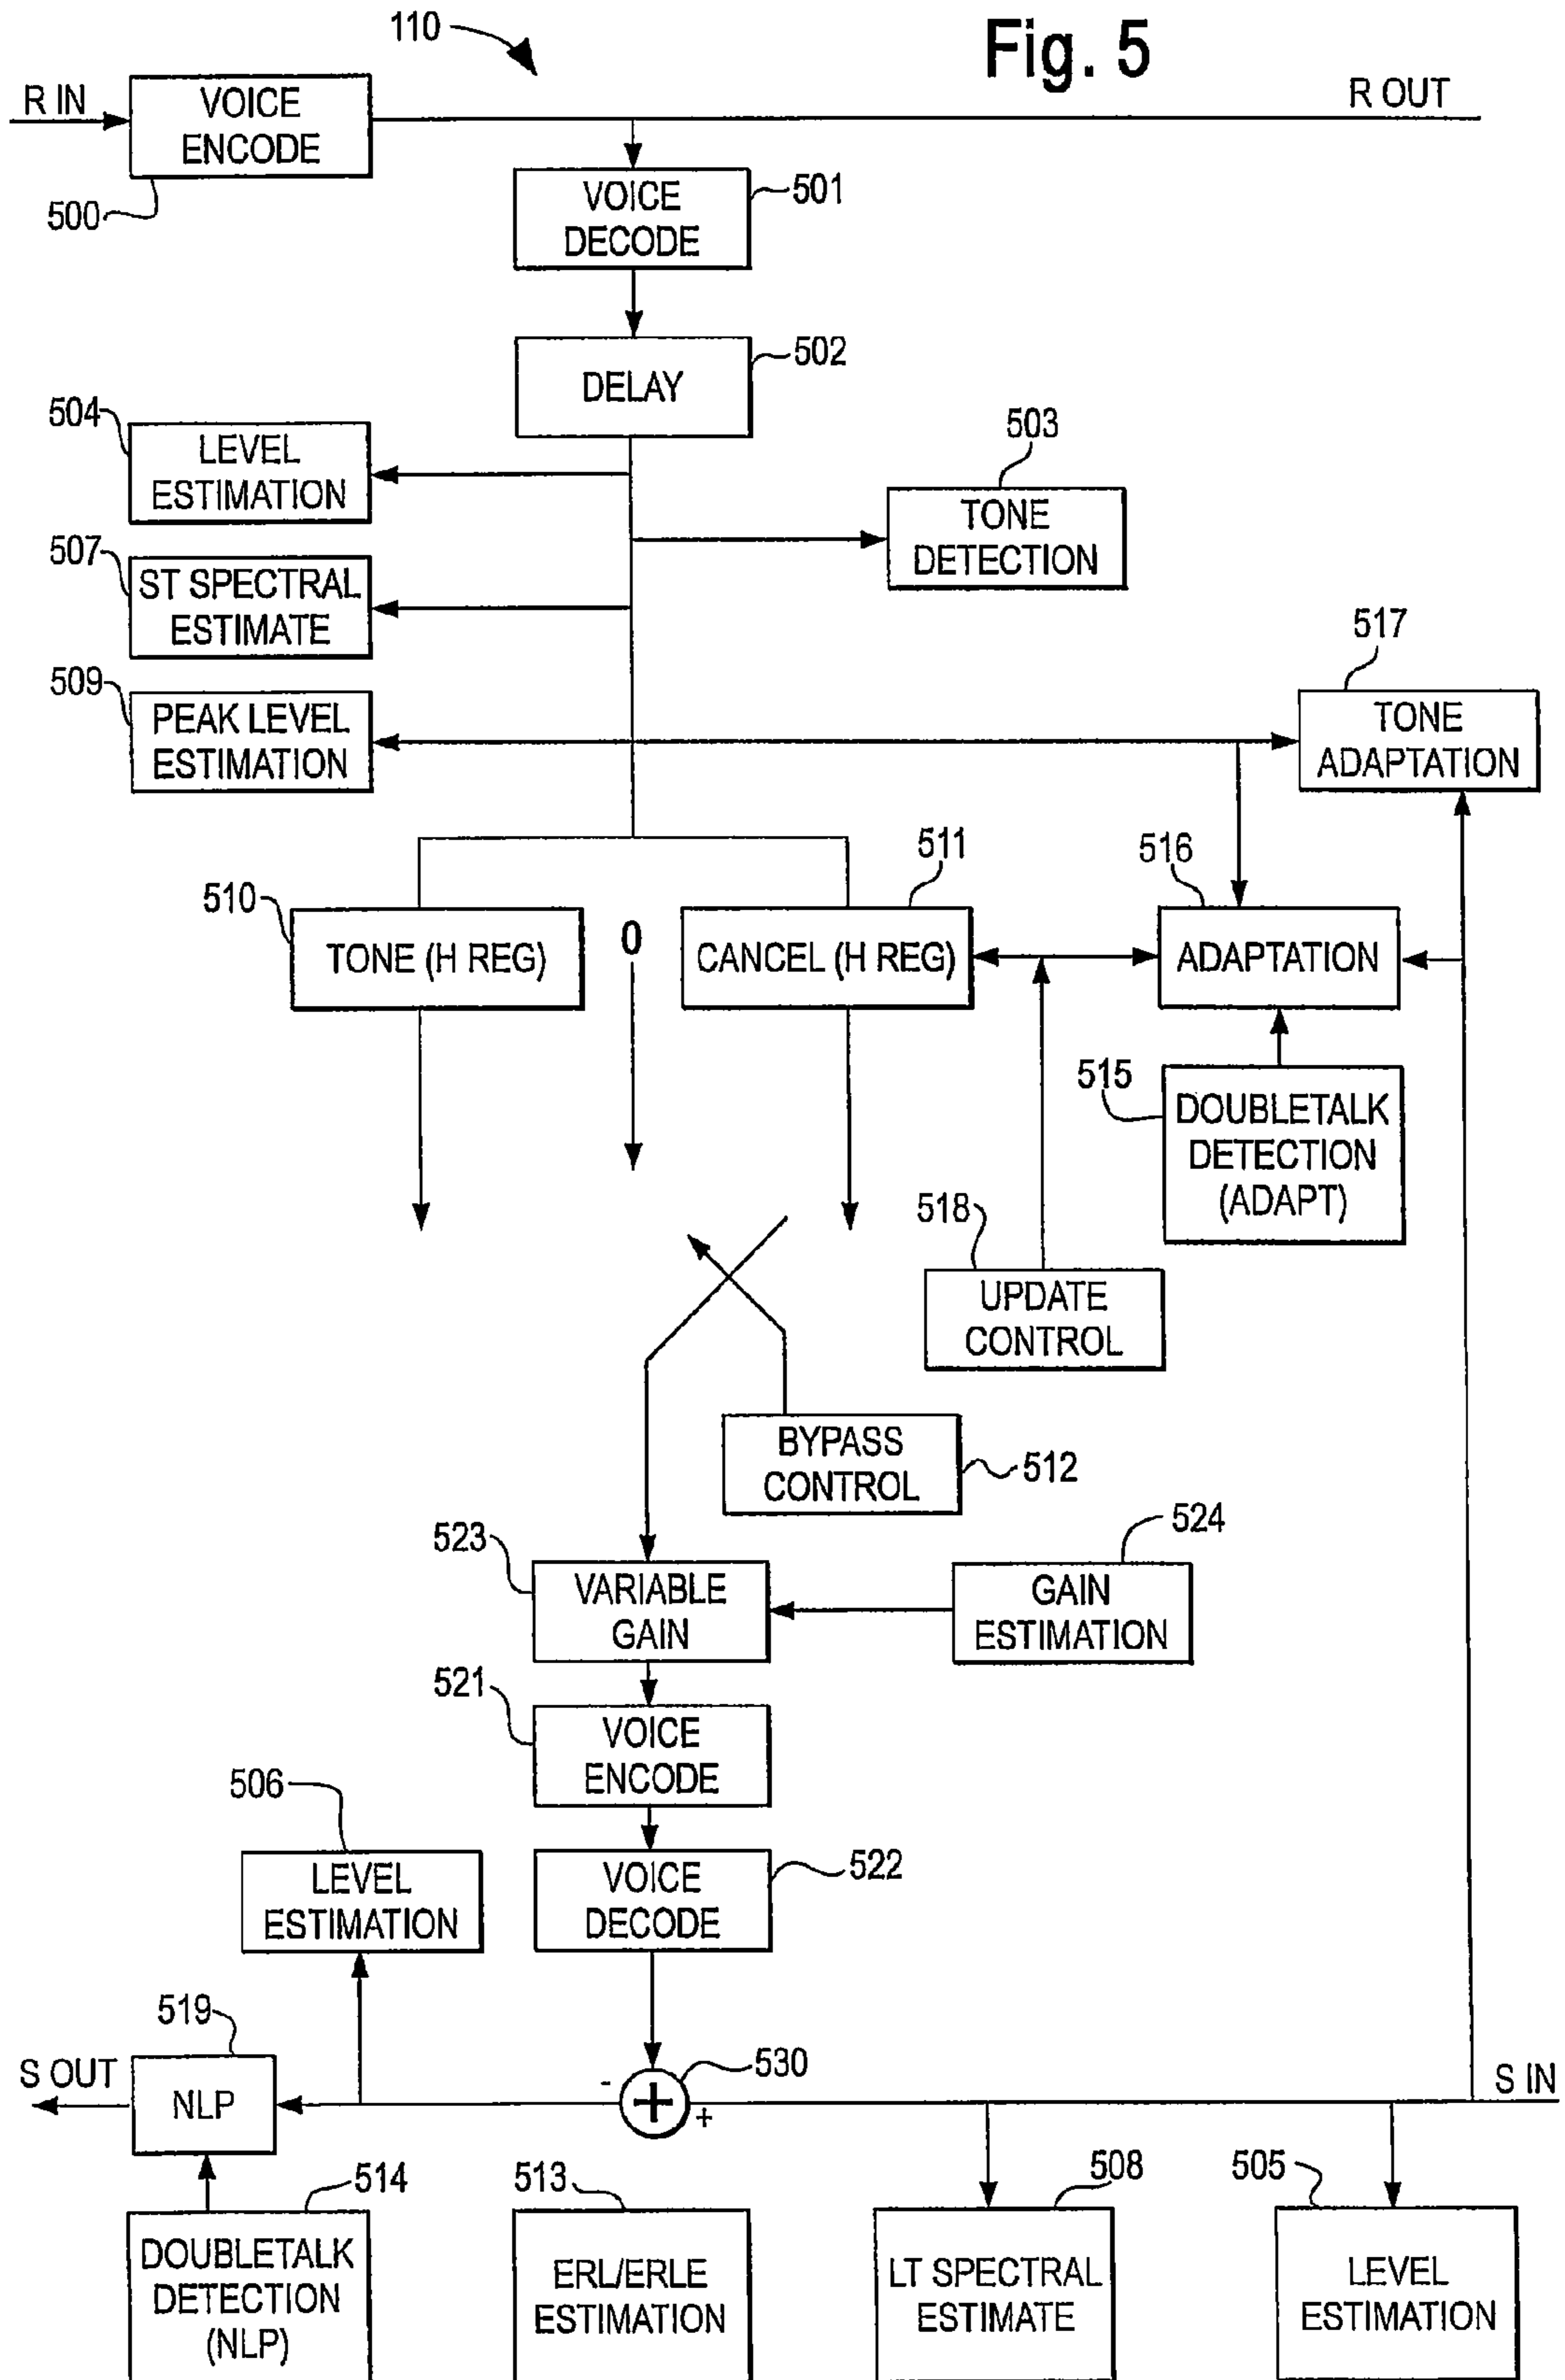 110
Fig. 5
R IN
VOICE
ENCODE
R OUT
500
VOICE
DECODE
501
DELAY
502
504
LEVEL
ESTIMATION
503
TONE
DETECTION
507
ST SPECTRAL
ESTIMATE
517
509
PEAK LEVEL
ESTIMATION
TONE
ADAPTATION
511
516
510
TONE (H REG)
0
CANCEL (H REG)
ADAPTATION
515
DOUBLETALK
DETECTION
(ADAPT)
518
UPDATE
CONTROL
BYPASS
CONTROL
512
523
524
VARIABLE
GAIN
GAIN
ESTIMATION
521
VOICE
ENCODE
506
LEVEL
ESTIMATION
VOICE
DECODE
522
519
S OUT
NLP
-
+
+
530
S IN
514
513
508
505
DOUBLETALK
DETECTION
(NLP)
ERL/ERLE
ESTIMATION
LT SPECTRAL
ESTIMATE
LEVEL
ESTIMATION